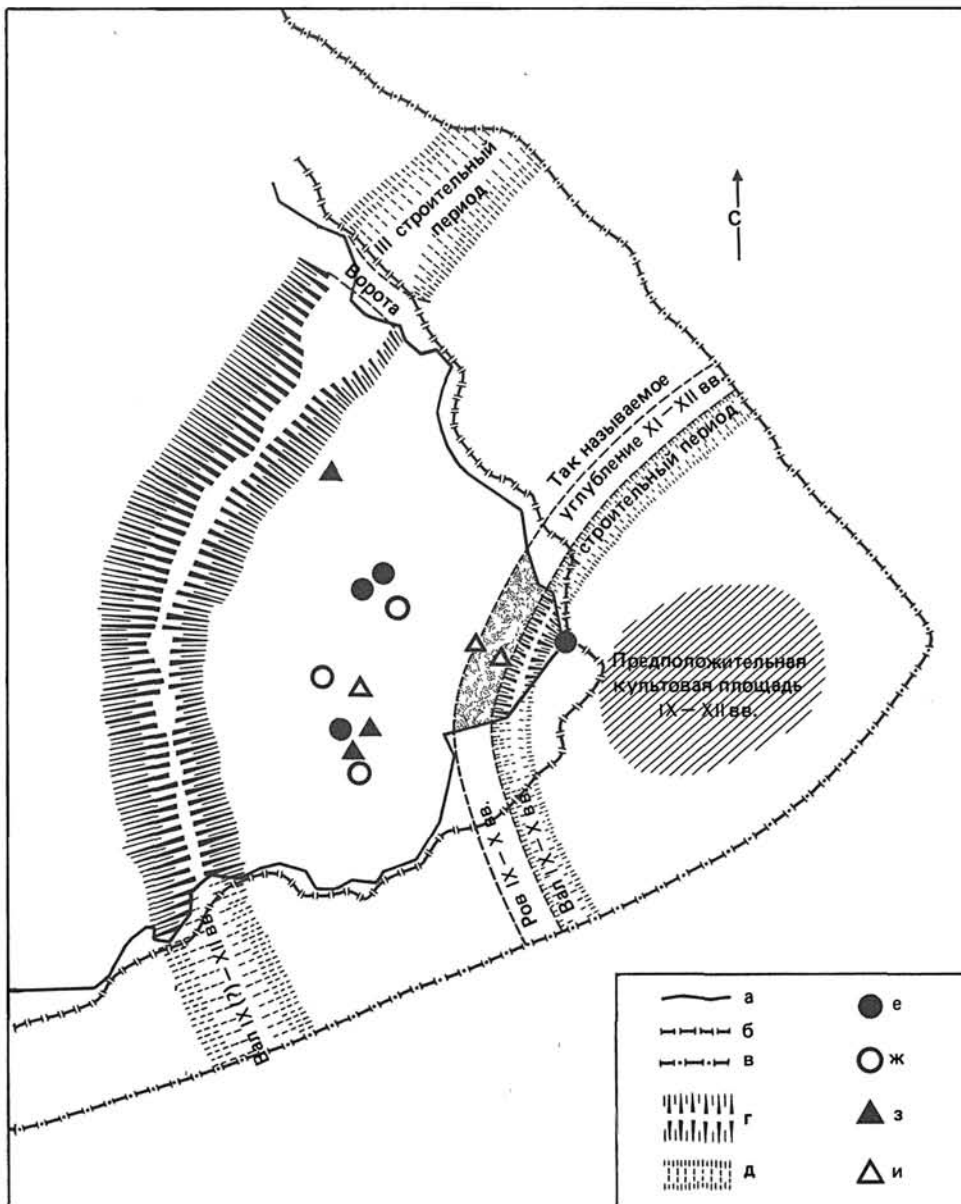 III строительный
период
С
Ворота
Так называемое
углубление XI – XII вв.
строительный период
Предположительная
культовая площадь
IX – XII вв.
Ров IX – X вв.
Вал IX – X вв.
Вал IX (?) – XII вв.
а
б
в
г
д
е
ж
з
и